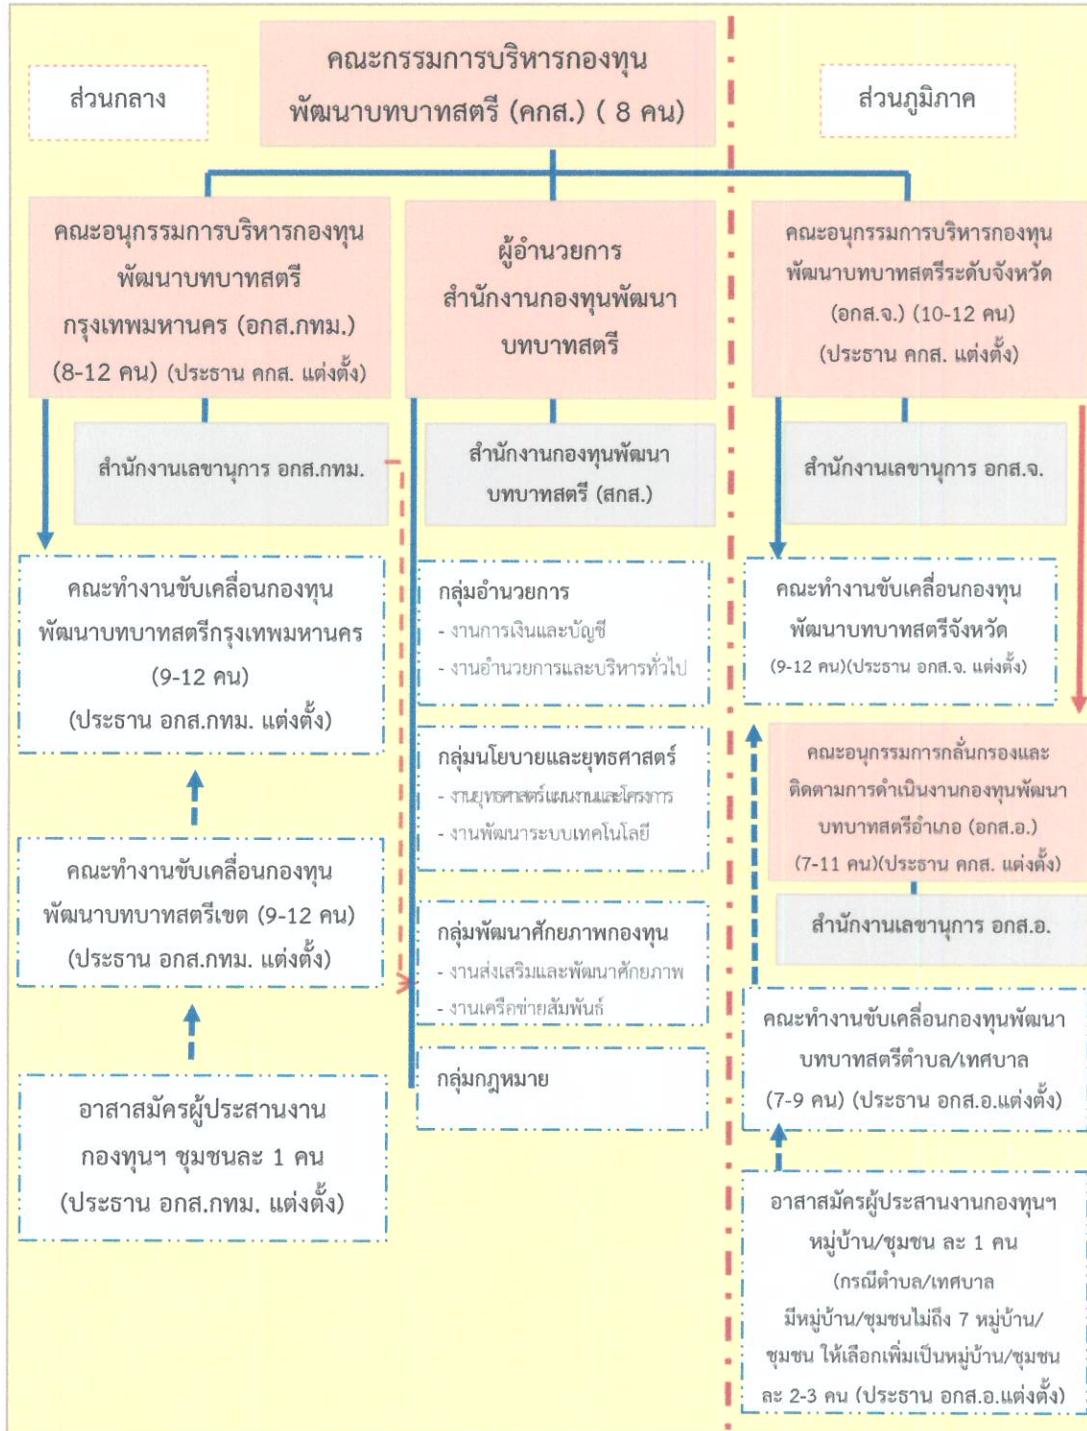 คณะกรรมการบริหารกองทุน
พัฒนาบทบาทสตรี (คกส.) ( 8 คน)
ส่วนกลาง
ส่วนภูมิภาค
คณะอนุกรรมการบริหารกองทุน
พัฒนาบทบาทสตรี
กรุงเทพมหานคร (อกส.กทม.)
(8-12 คน) (ประธาน คกส. แต่งตั้ง)
ผู้อำนวยการ
สำนักงานกองทุนพัฒนา
บทบาทสตรี
คณะอนุกรรมการบริหารกองทุน
พัฒนาบทบาทสตรีระดับจังหวัด
(อกส.จ.) (10-12 คน)
(ประธาน คกส. แต่งตั้ง)
สำนักงานเลขานุการ อกส.กทม.
สำนักงานกองทุนพัฒนา
บทบาทสตรี (สกส.)
สำนักงานเลขานุการ อกส.จ.
คณะทำงานขับเคลื่อนกองทุน
พัฒนาบทบาทสตรีกรุงเทพมหานคร
(9-12 คน)
(ประธาน อกส.กทม. แต่งตั้ง)
คณะทำงานขับเคลื่อนกองทุน
พัฒนาบทบาทสตรีเขต (9-12 คน)
(ประธาน อกส.กทม. แต่งตั้ง)
อาสาสมัครผู้ประสานงาน
กองทุนฯ ชุมชนละ 1 คน
(ประธาน อกส.กทม. แต่งตั้ง)
กลุ่มอำนวยการ
- งานการเงินและบัญชี
- งานอำนวยการและบริหารทั่วไป
กลุ่มนโยบายและยุทธศาสตร์
- งานยุทธศาสตร์แผนงานและโครงการ
- งานพัฒนาระบบเทคโนโลยี
กลุ่มพัฒนาศักยภาพกองทุน
- งานส่งเสริมและพัฒนาศักยภาพ
- งานเครือข่ายสัมพันธ์
กลุ่มกฎหมาย
คณะทำงานขับเคลื่อนกองทุน
พัฒนาบทบาทสตรีจังหวัด
(9-12 คน)(ประธาน อกส.จ. แต่งตั้ง)
คณะอนุกรรมการกลั่นกรองและ
ติดตามการดำเนินงานกองทุนพัฒนา
บทบาทสตรีอำเภอ (อกส.อ.)
(7-11 คน)(ประธาน คกส. แต่งตั้ง)
สำนักงานเลขานุการ อกส.อ.
คณะทำงานขับเคลื่อนกองทุนพัฒนา
บทบาทสตรีตำบล/เทศบาล
(7-9 คน) (ประธาน อกส.อ.แต่งตั้ง)
อาสาสมัครผู้ประสานงานกองทุนฯ
หมู่บ้าน/ชุมชน ละ 1 คน
(กรณีตำบล/เทศบาล
มีหมู่บ้าน/ชุมชนไม่ถึง 7 หมู่บ้าน/
ชุมชน ให้เลือกเพิ่มเป็นหมู่บ้าน/ชุมชน
ละ 2-3 คน (ประธาน อกส.อ.แต่งตั้ง)